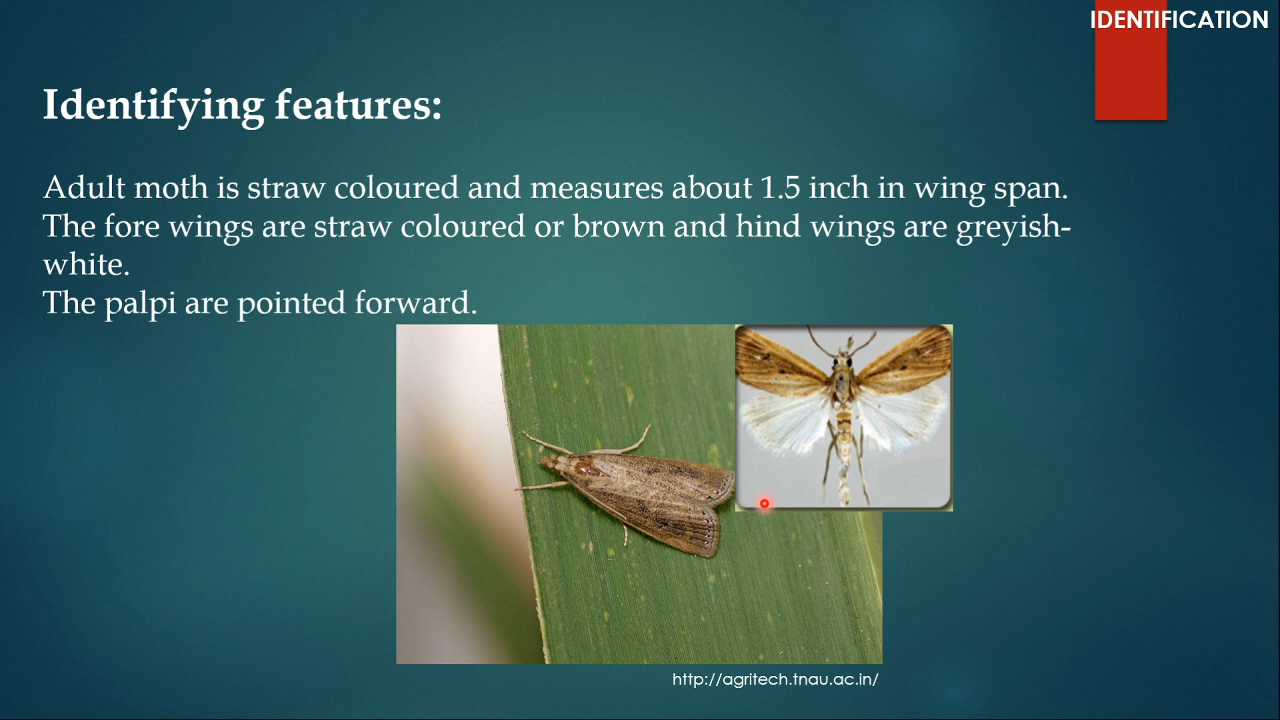 IDENTIFICATION
Identifying features:
Adult moth is straw coloured and measures about 1.5 inch in wing span.
The fore wings are straw coloured or brown and hind wings are greyish-
white.
The palpi are pointed forward.
http://agritech.tnau.ac.in/